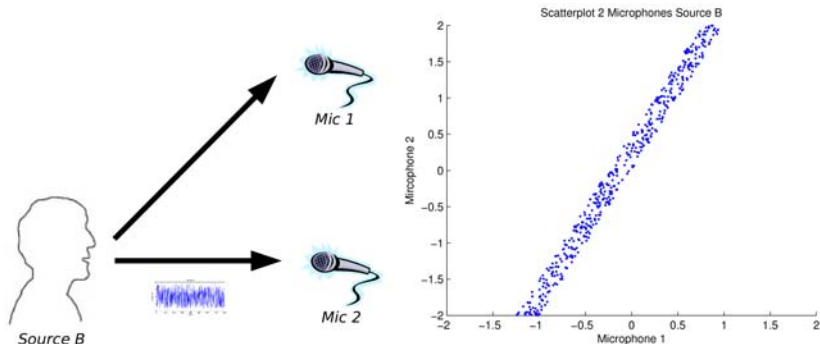 Mic 1
Mic 2
Source B
Scatterplot 2 Microphones Source B
Mircophone 2
2
1.5
1
0.5
0
−0.5
−1
−1.5
−2
−2 −1.5 −1 −0.5 0 0.5 1 1.5 2
Microphone 1